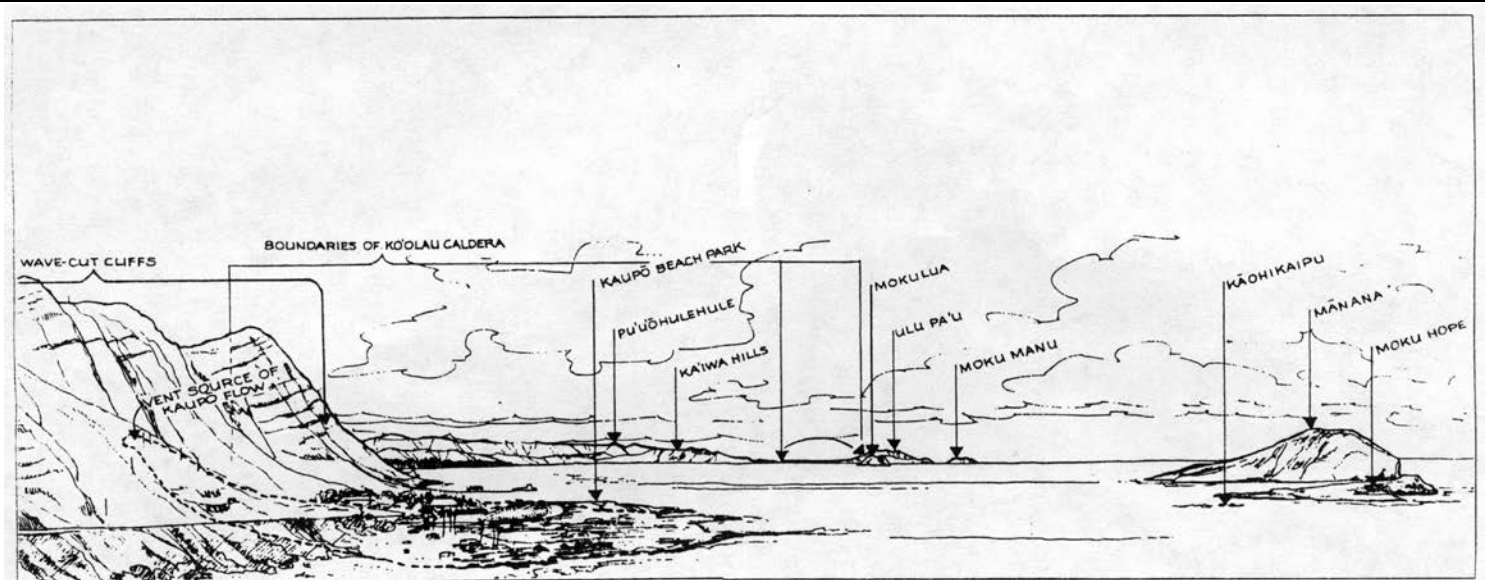 WAVE-CUT CLIFFS
BOUNDARIES OF KO'OLAU CALDERA
VENT SOURCE OF
KAUPŌ FLOW
KAUPŌ BEACH PARK
PU'UŌHULEHULE
KA'IWA HILLS
MOKULUA
ULU PA'U
MOKU MANU
KĀOHIKAIPU
MĀNANA
MOKU HOPE